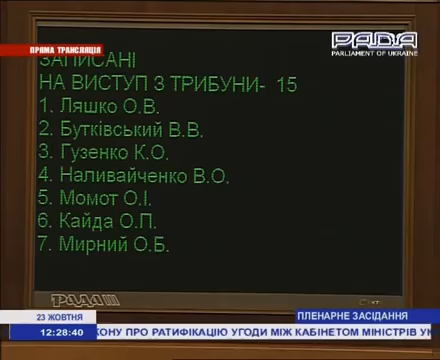 ПРЯМА ТРАНСЛЯЦІЯ
РАДА
PARLIAMENT OF UKRAINE
ЗАПИСАНІ
НА ВИСТУП З ТРИБУНИ- 15
1. Ляшко О.В.
2. Бутківський В.В.
3. Гузенко К.О.
4. Наливайченко В.О.
5. Момот О.І.
6. Кайда О.П.
7. Мирний О.Б.
РАДА III
23 ЖОВТНЯ
ПЛЕНАРНЕ ЗАСІДАННЯ
12:28:40
КОНУ ПРО РАТИФІКАЦІЮ УГОДИ МІЖ КАБІНЕТОМ МІНІСТРІВ УК